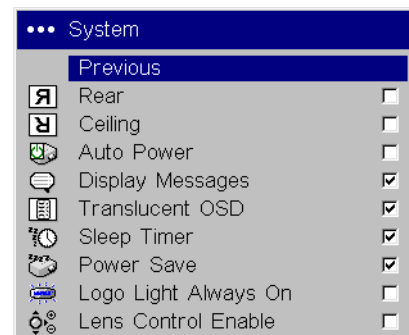 ••• System
Previous
Rear
Ceiling
Auto Power
Display Messages
Translucent OSD
Sleep Timer
Power Save
Logo Light Always On
Lens Control Enable